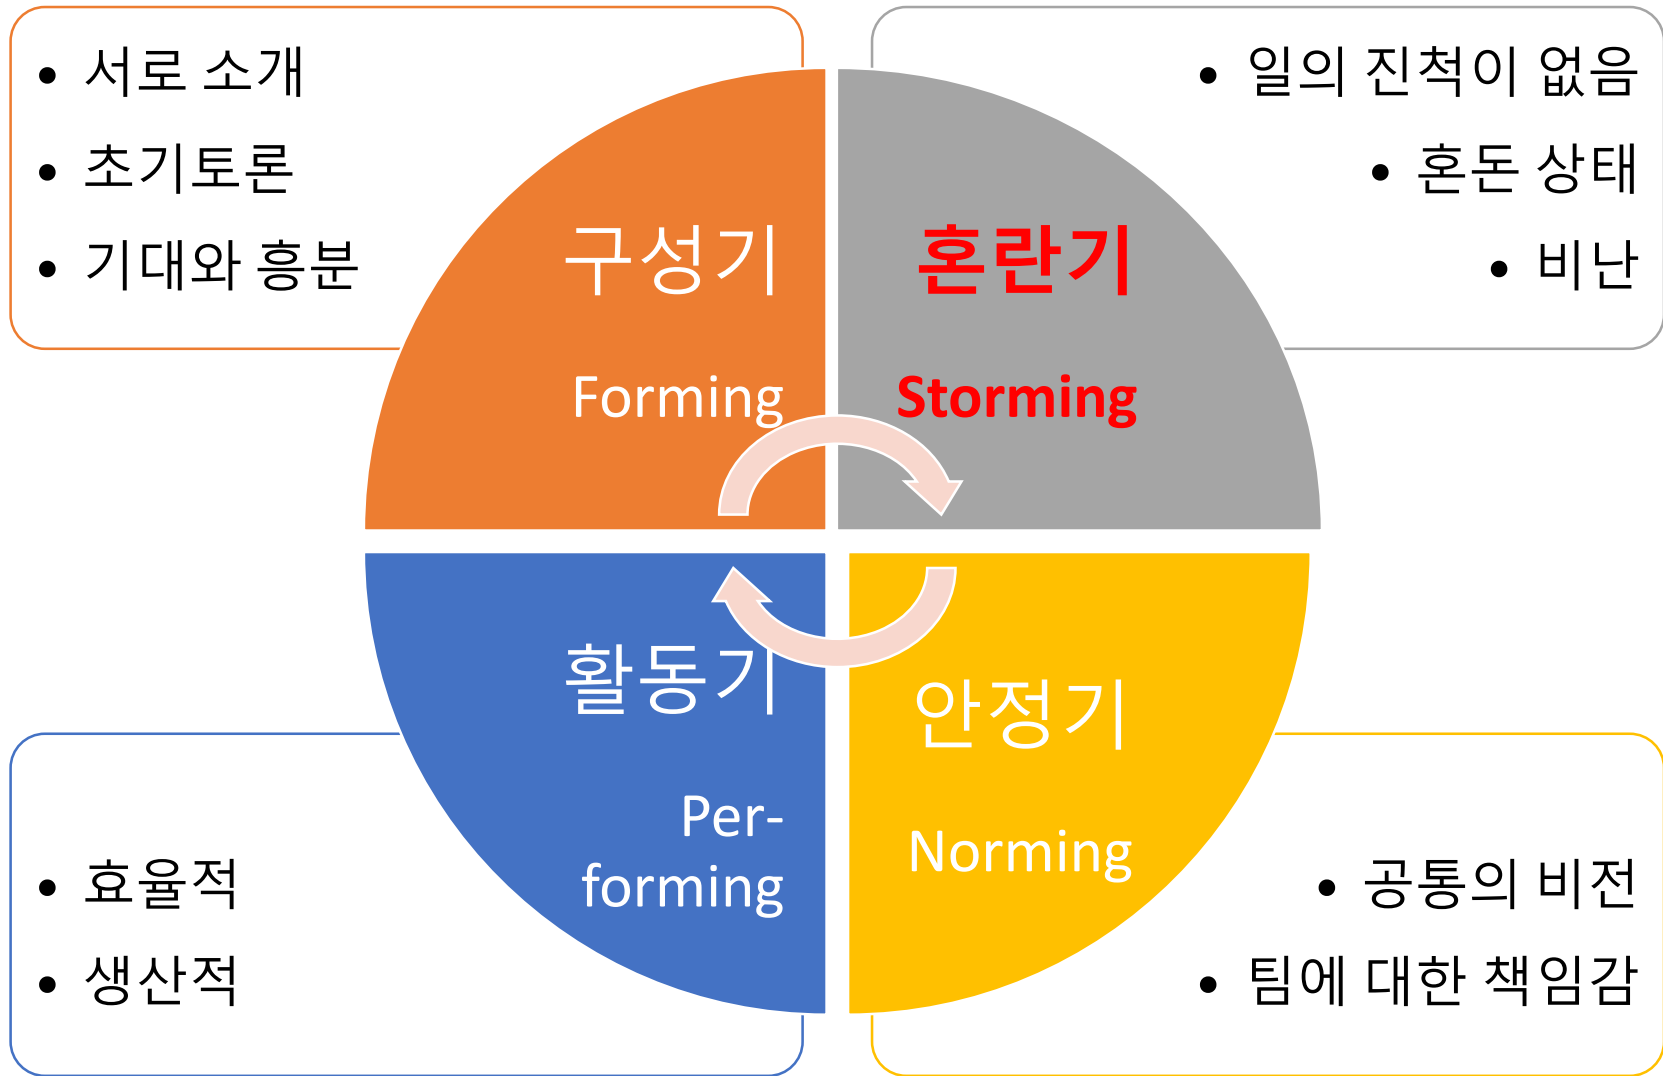 • 서로 소개
• 초기토론
• 기대와 흥분
• 일의 진척이 없음
• 혼돈 상태
• 비난
구성기
Forming
혼란기
Storming
활동기
Per-
forming
안정기
Norming
• 효율적
• 생산적
• 공통의 비전
• 팀에 대한 책임감